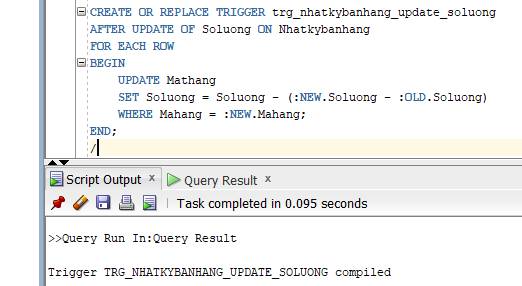 CREATE OR REPLACE TRIGGER trg_nhatkybanhang_update_soluong
AFTER UPDATE OF Soluong ON Nhatkybanhang
FOR EACH ROW
BEGIN
UPDATE Mathang
SET Soluong = Soluong - (:NEW.Soluong - :OLD.Soluong)
WHERE Mahang = :NEW.Mahang;
END;
/
Script Output x Query Result x
Task completed in 0.095 seconds
>>Query Run In:Query Result
Trigger TRG_NHATKYBANHANG_UPDATE_SOLUONG compiled